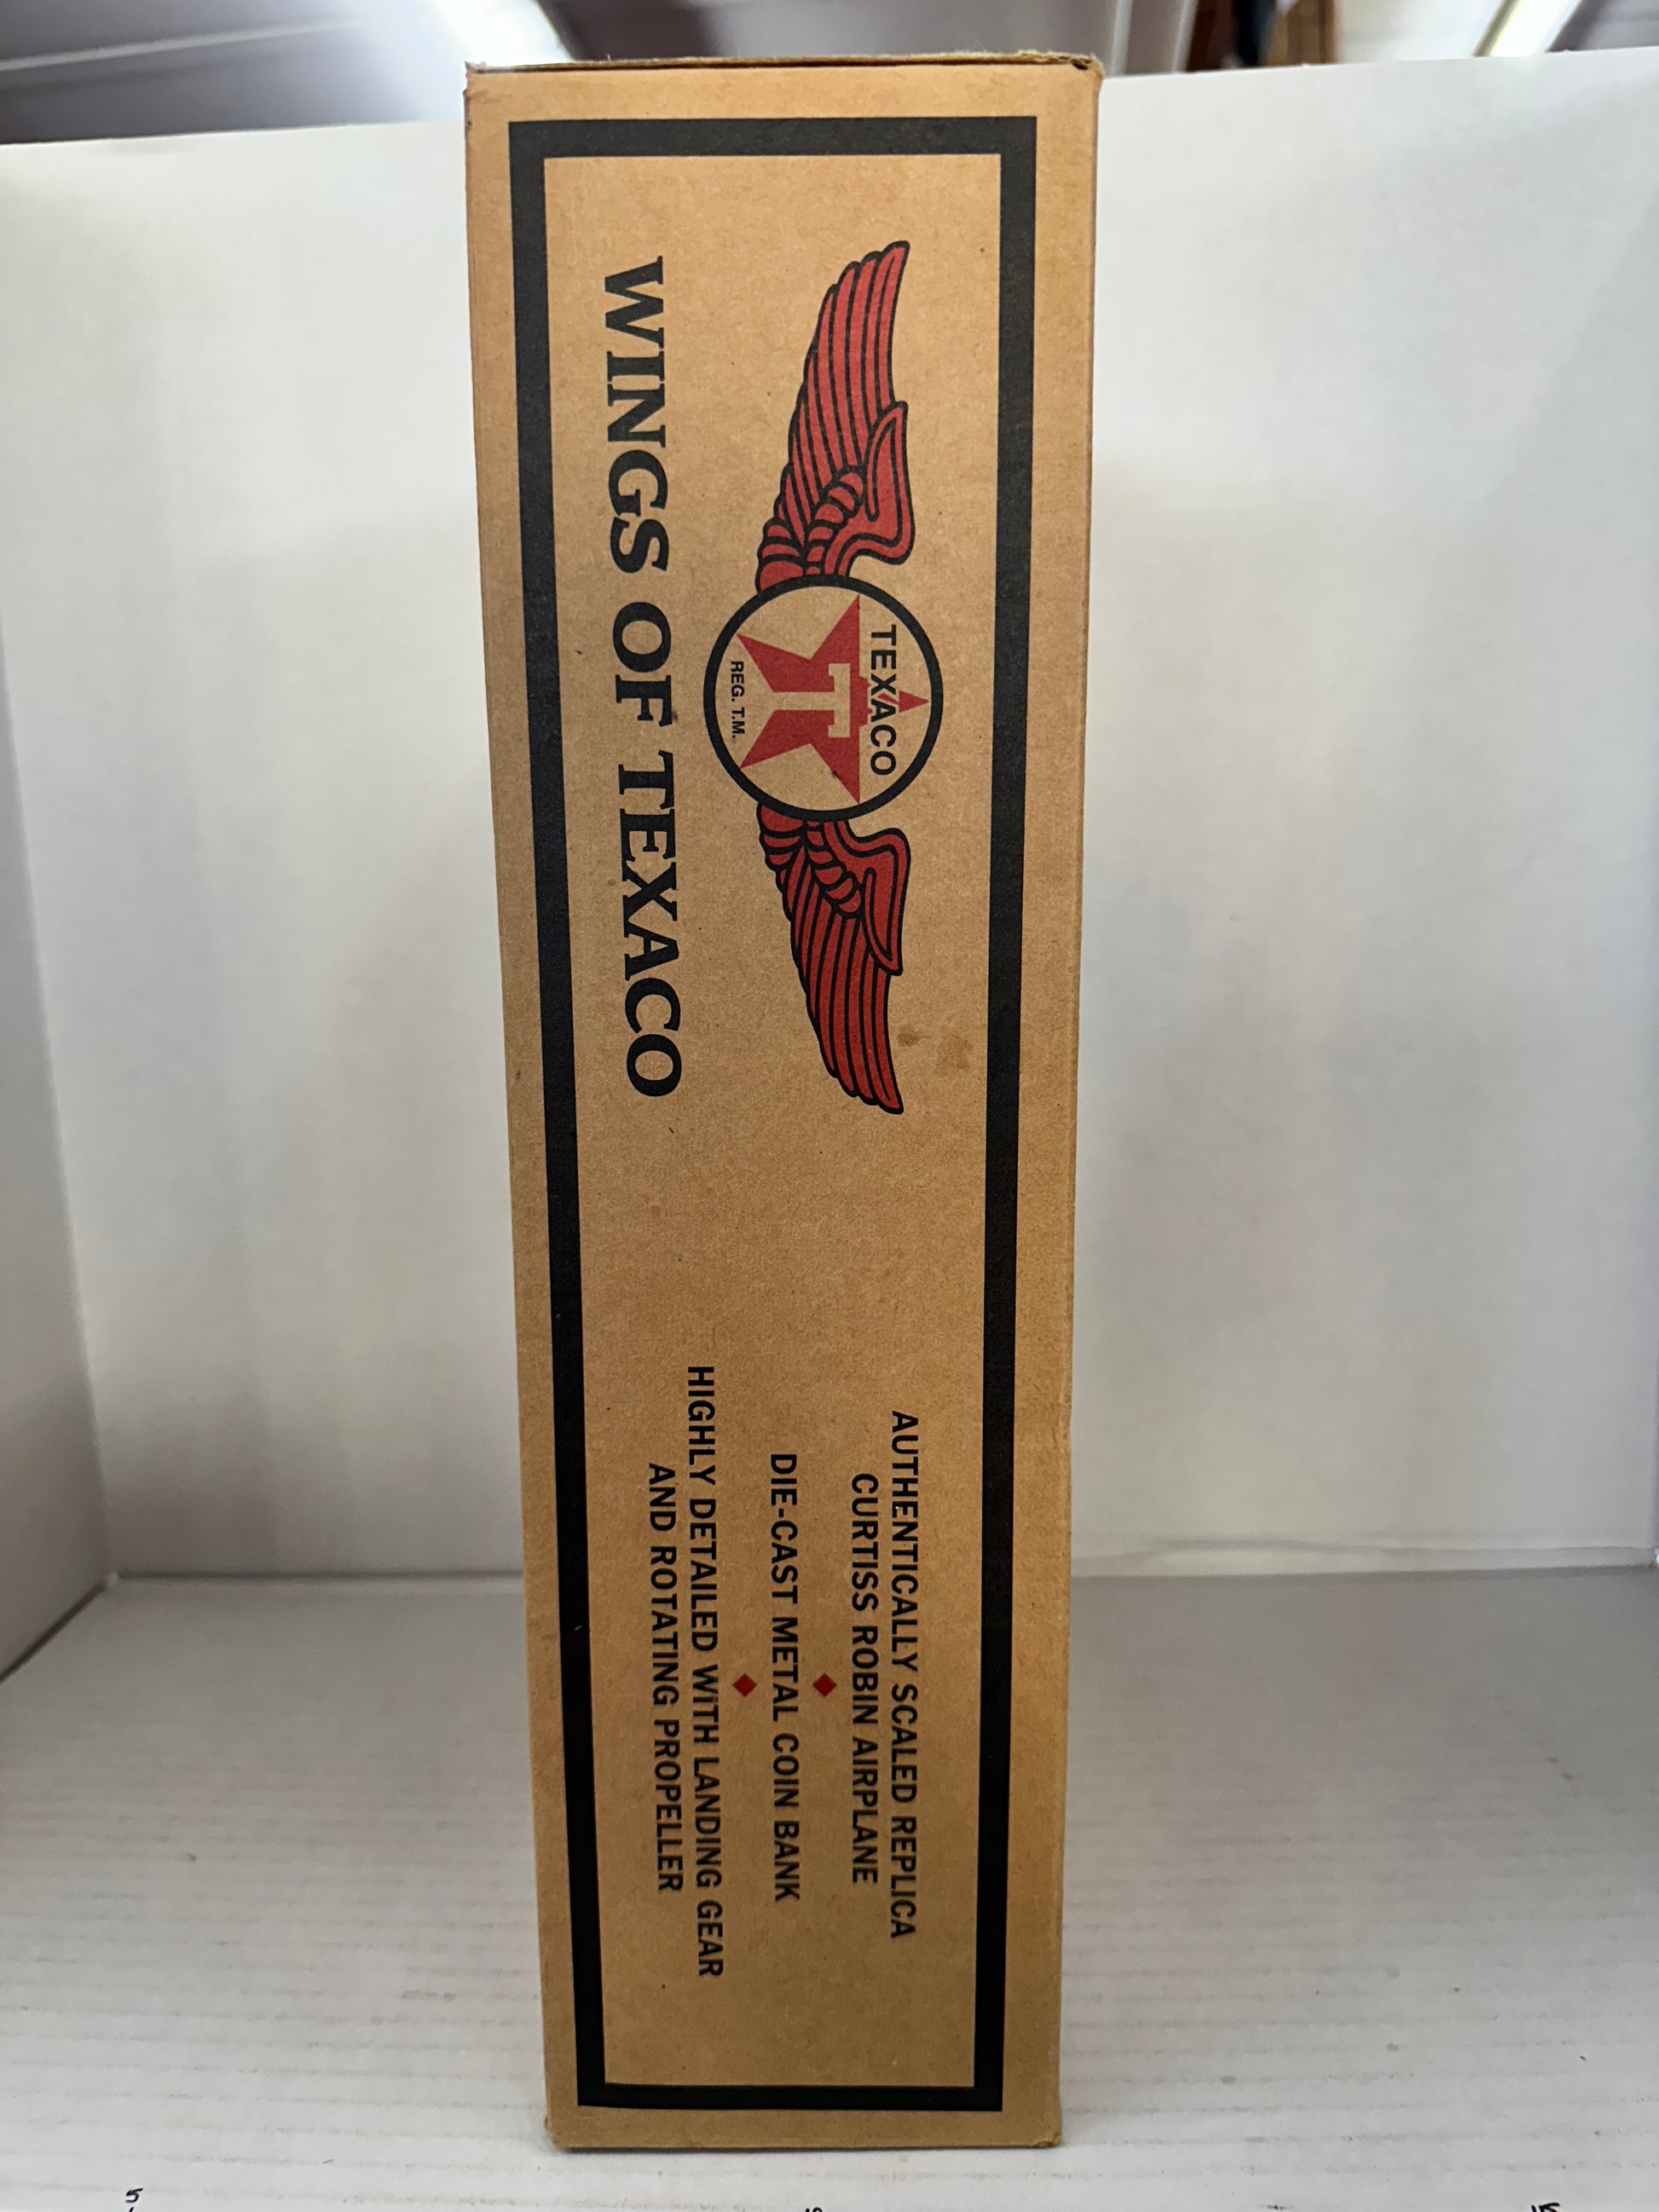 TEXACO
T
REG. T.M.
WINGS OF TEXACO
AUTHENTICALLY SCALED REPLICA
CURTISS ROBIN AIRPLANE
DIE-CAST METAL COIN BANK
HIGHLY DETAILED WiTH LANDING GEAR
AND ROTATING PROPELLER
5